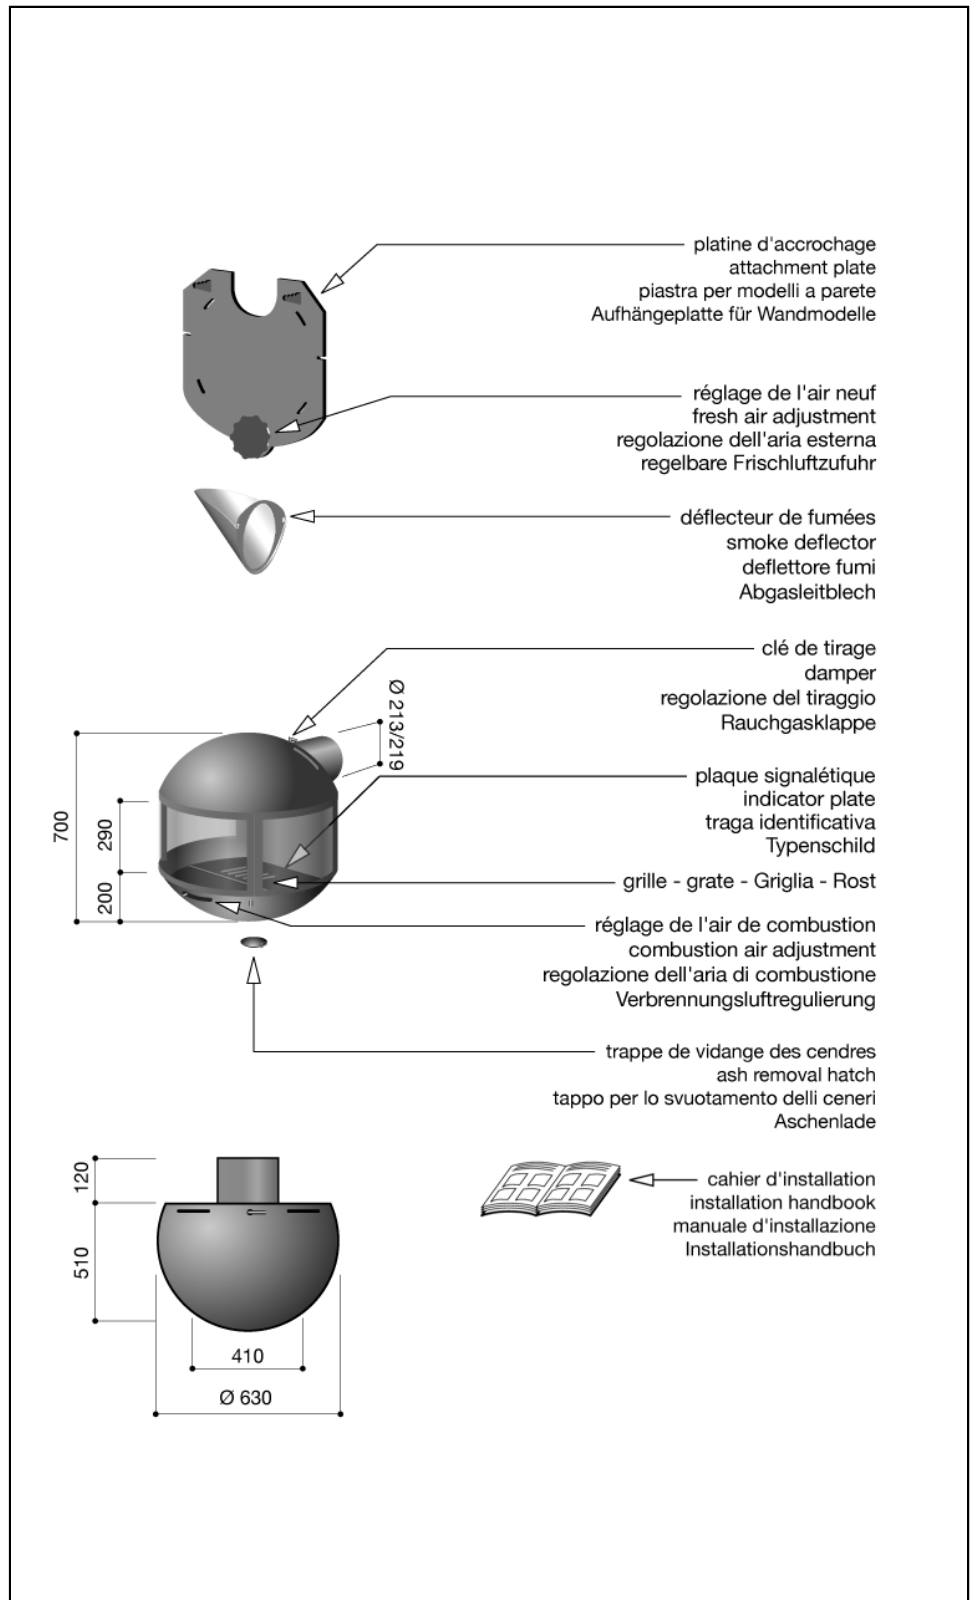 platine d'accrochage
attachment plate
piastra per modelli a parete
Aufhängeplatte für Wandmodelle
réglage de l'air neuf
fresh air adjustment
regolazione dell'aria esterna
regelbare Frischluftzufuhr
déflecteur de fumées
smoke deflector
deflettore fumi
Abgasleitblech
clé de tirage
damper
regolazione del tiraggio
Rauchgasklappe
Ø 213/219
plaque signalétique
indicator plate
traga identificativa
Typenschild
700
290
200
grille - grate - Griglia - Rost
réglage de l'air de combustion
combustion air adjustment
regolazione dell'aria di combustione
Verbrennungsluftregulierung
trappe de vidange des cendres
ash removal hatch
tappo per lo svuotamento delli ceneri
Aschenlade
120
510
410
Ø 630
cahier d'installation
installation handbook
manuale d'installazione
Installationshandbuch